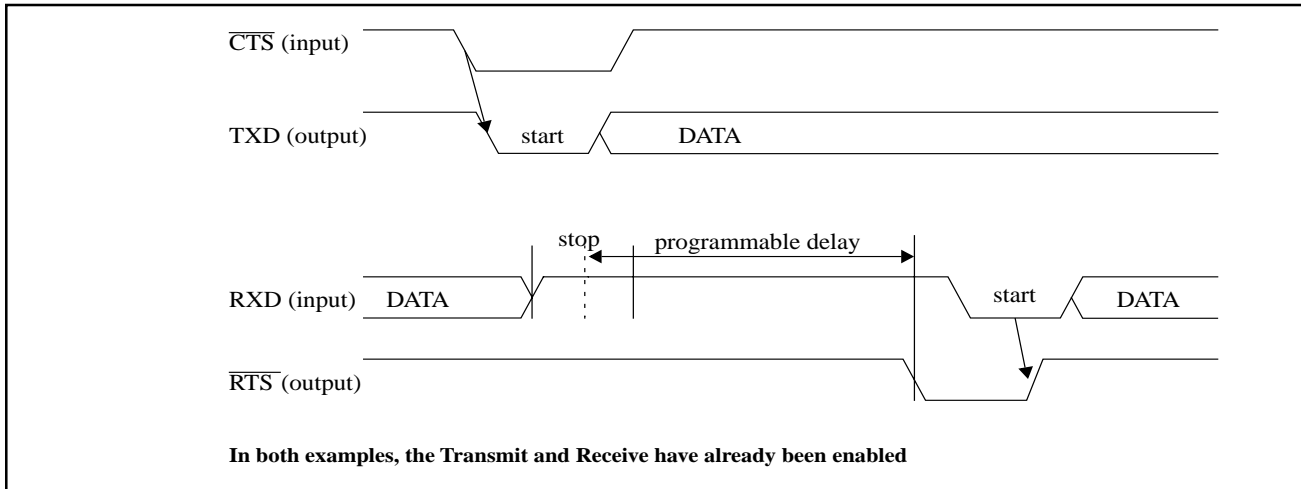 CTS (input)
TXD (output) start DATA
stop programmable delay
RXD (input) DATA start DATA
RTS (output)
In both examples, the Transmit and Receive have already been enabled